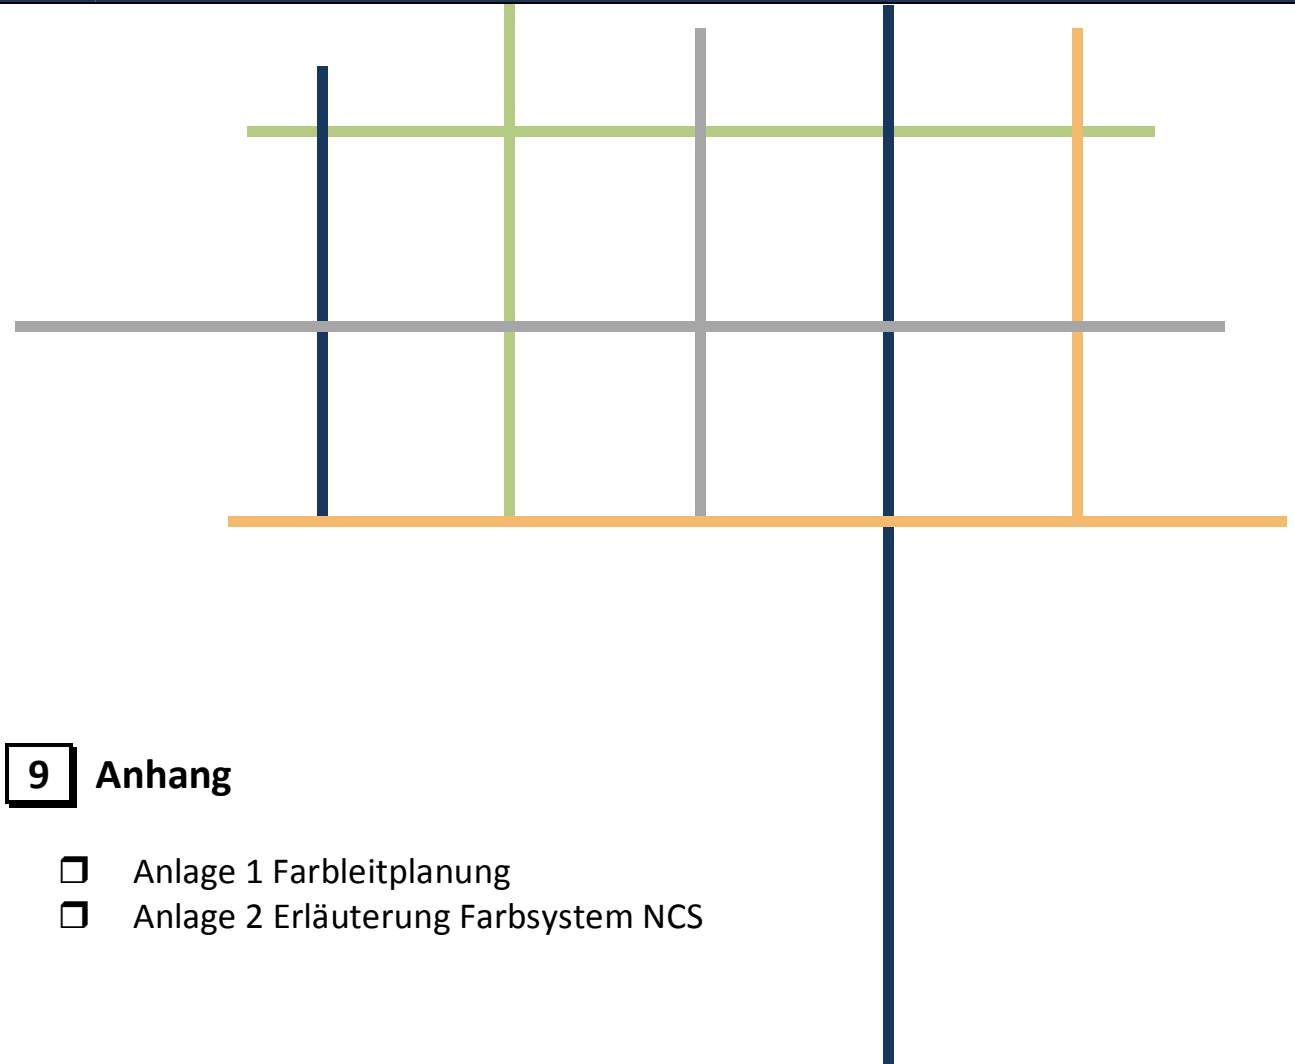 9 Anhang
❒ Anlage 1 Farbleitplanung
❒ Anlage 2 Erläuterung Farbsystem NCS